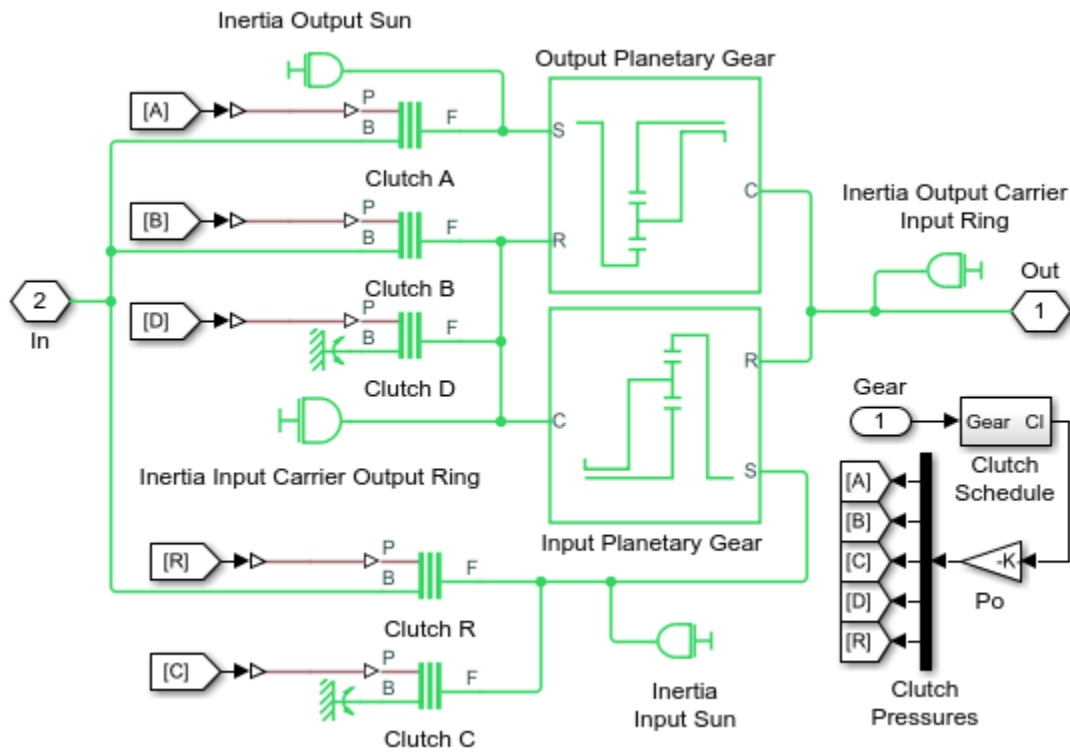 Inertia Output Sun
Output Planetary Gear
[A]
P
B
F
S
Clutch A
C
Inertia Output Carrier
Input Ring
[B]
P
B
F
R
Clutch B
2
In
Out
1
[D]
P
B
F
Clutch D
R
C
Gear
1
Gear Cl
Clutch
Schedule
Inertia Input Carrier Output Ring
S
Input Planetary Gear
[A]
[B]
[C]
[D]
[R]
-K-
Po
Clutch
Pressures
[R]
P
B
F
Clutch R
[C]
P
B
F
Clutch C
Inertia
Input Sun